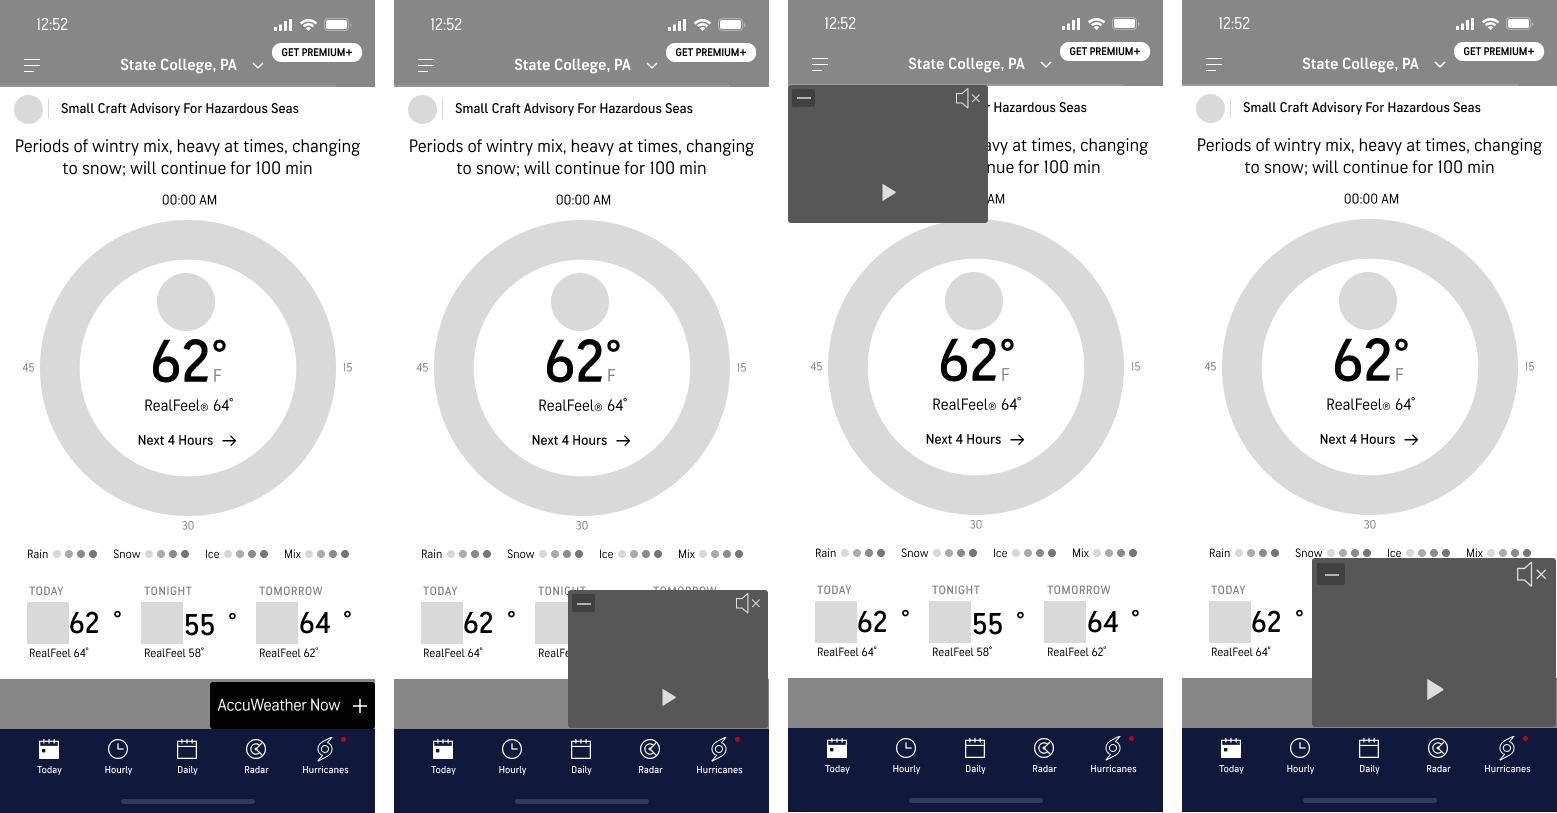 12:52
GET PREMIUM+
State College, PA
Small Craft Advisory For Hazardous Seas
Periods of wintry mix, heavy at times, changing
to snow; will continue for 100 min
00:00 AM
62°
F
45
15
RealFeel® 64°
Next 4 Hours →
30
Rain Snow Ice Mix
TODAY TONIGHT TOMORROW
62 ° 55 ° 64 °
RealFeel 64° RealFeel 58° RealFeel 62°
AccuWeather Now +
Today Hourly Daily Radar Hurricanes
12:52
GET PREMIUM+
State College, PA
Small Craft Advisory For Hazardous Seas
Periods of wintry mix, heavy at times, changing
to snow; will continue for 100 min
00:00 AM
62°
F
45
15
RealFeel® 64°
Next 4 Hours →
30
Rain Snow Ice Mix
TODAY
62 °
RealFeel 64°
Today Hourly Daily Radar Hurricanes
12:52
GET PREMIUM+
State College, PA
Hazardous Seas
at times, changing
for 100 min
AM
62°
F
45
15
RealFeel® 64°
Next 4 Hours →
30
Rain Snow Ice Mix
TODAY TONIGHT TOMORROW
62 ° 55 ° 64 °
RealFeel 64° RealFeel 58° RealFeel 62°
Today Hourly Daily Radar Hurricanes
12:52
GET PREMIUM+
State College, PA
Small Craft Advisory For Hazardous Seas
Periods of wintry mix, heavy at times, changing
to snow; will continue for 100 min
00:00 AM
62°
F
45
15
RealFeel® 64°
Next 4 Hours →
30
Rain Snow Ice Mix
TODAY
62 °
RealFeel 64°
Today Hourly Daily Radar Hurricanes